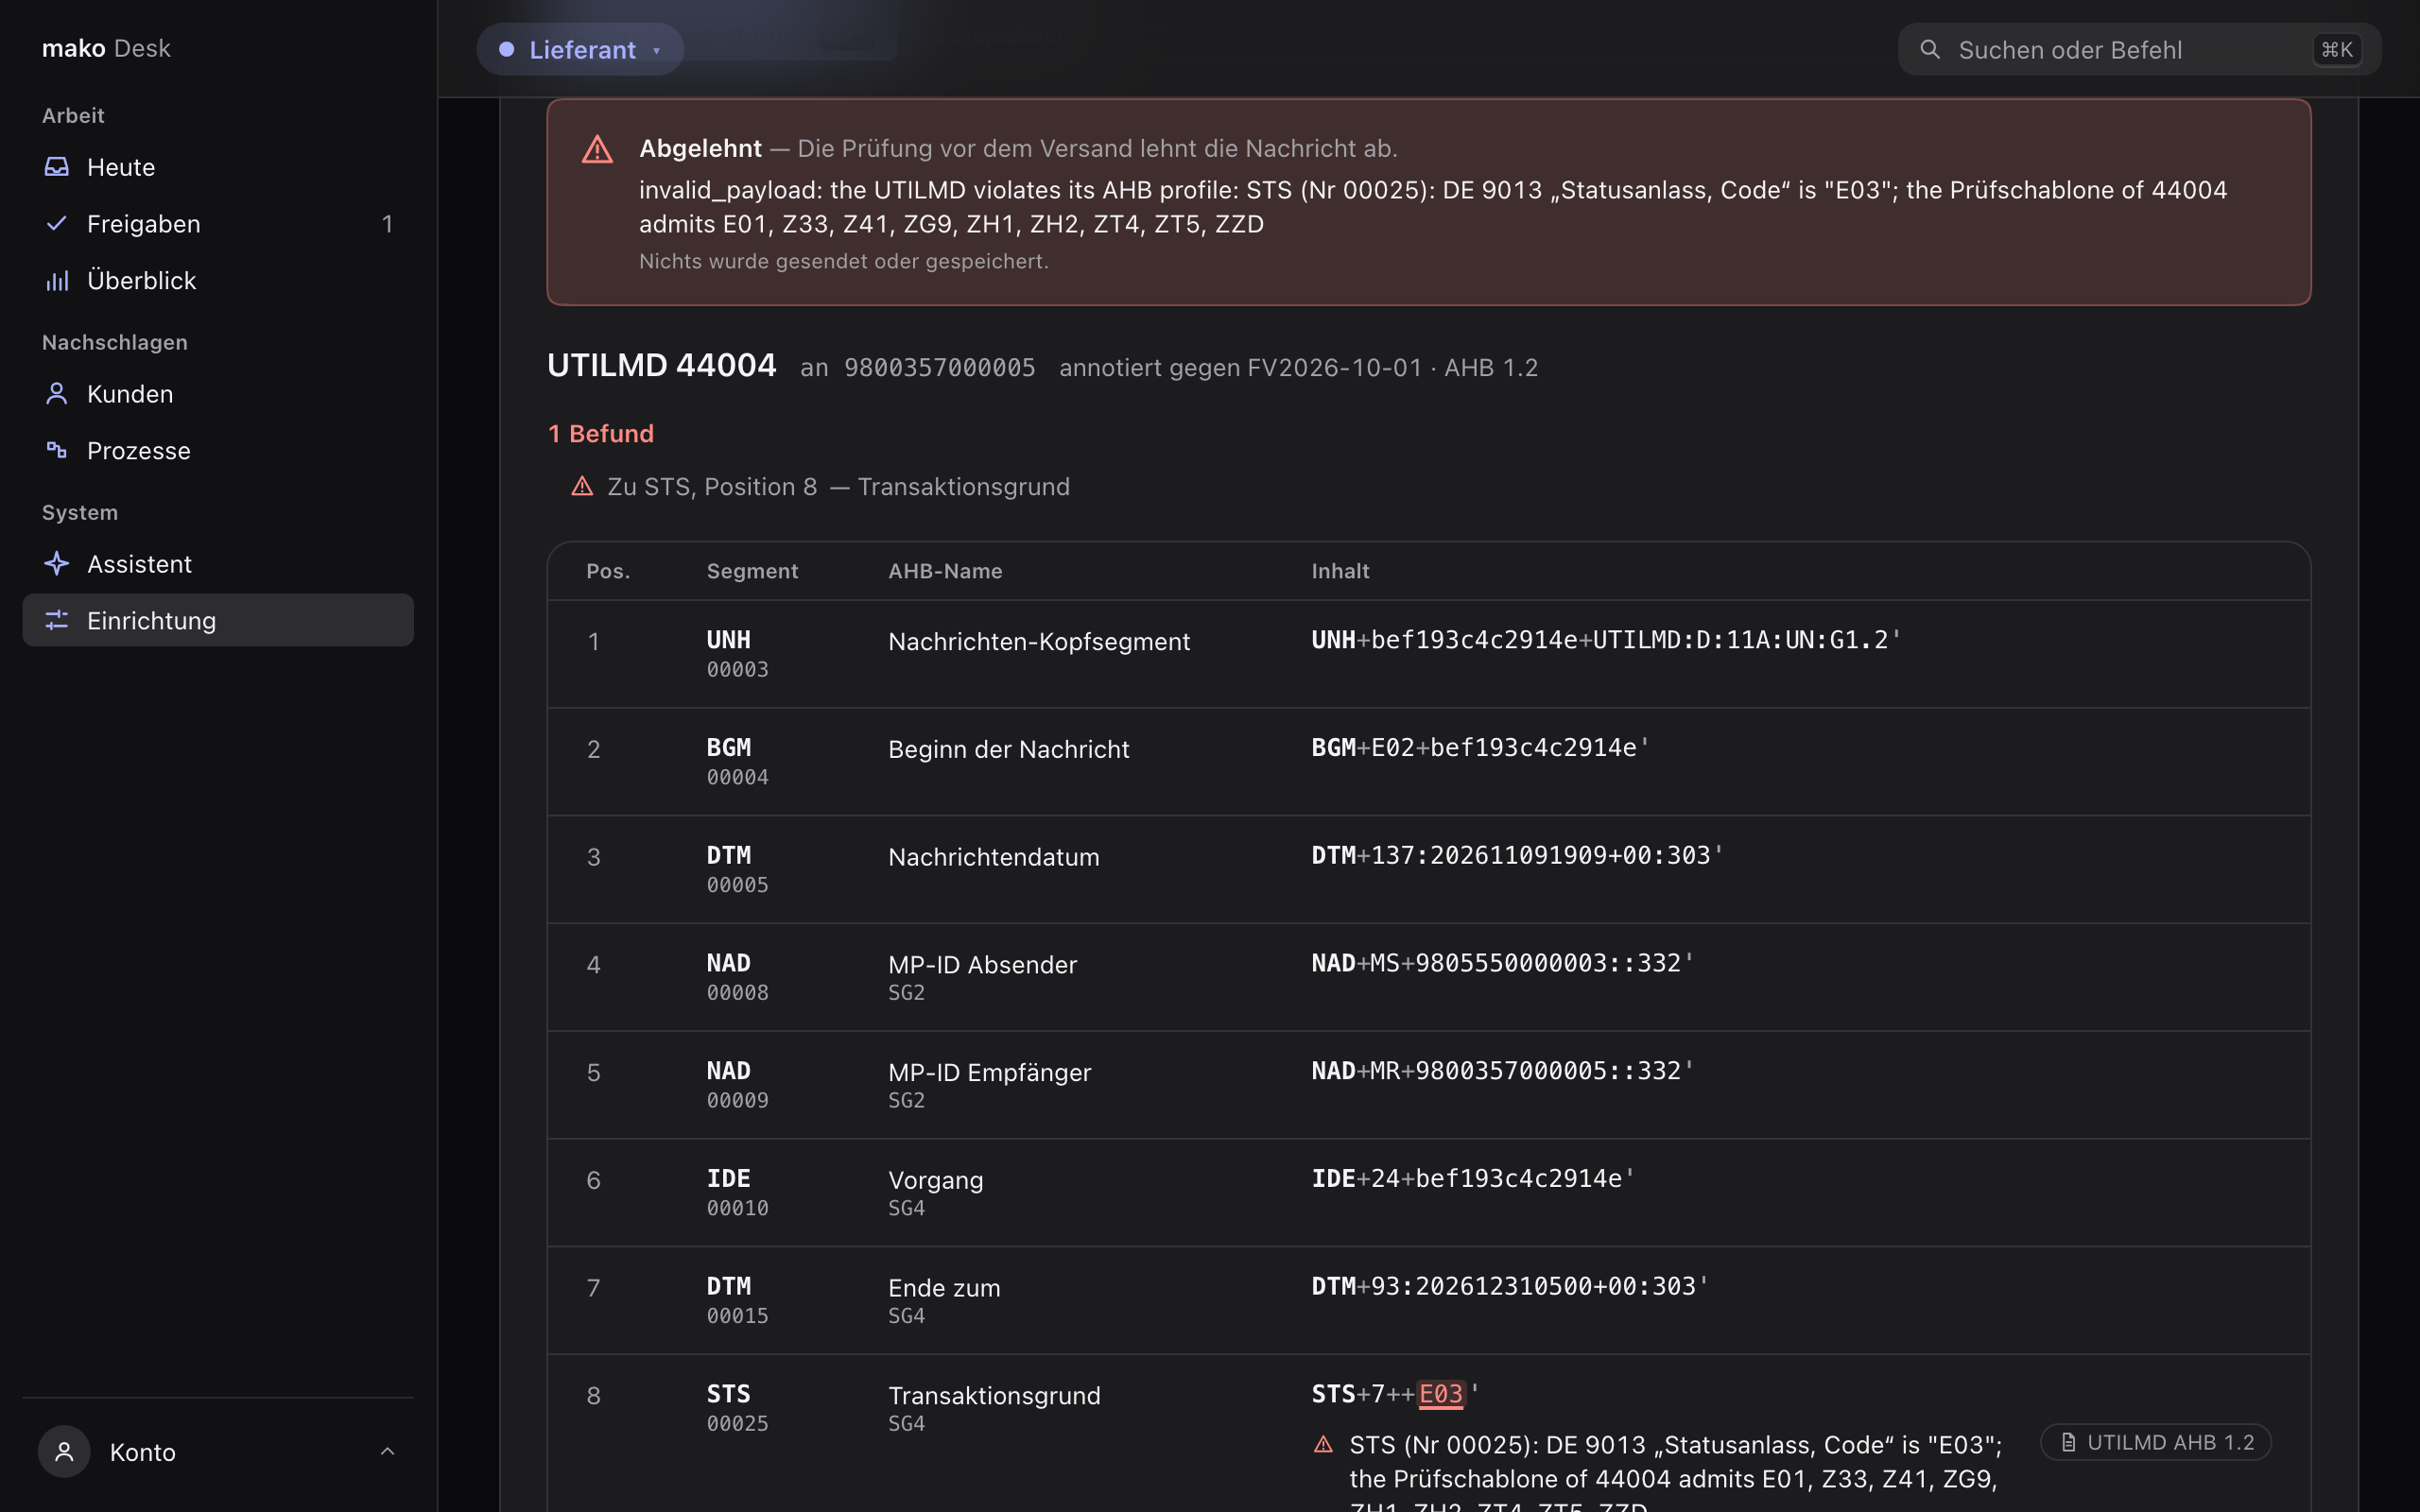 mako Desk
Arbeit
Heute
Freigaben 1
Überblick
Nachschlagen
Kunden
Prozesse
System
Assistent
Einrichtung
Konto
Lieferant
Suchen oder Befehl ⌘K
Abgelehnt — Die Prüfung vor dem Versand lehnt die Nachricht ab.
invalid_payload: the UTILMD violates its AHB profile: STS (Nr 00025): DE 9013 „Statusanlass, Code“ is "E03"; the Prüfschablone of 44004
admits E01, Z33, Z41, ZG9, ZH1, ZH2, ZT4, ZT5, ZZD
Nichts wurde gesendet oder gespeichert.
UTILMD 44004 an 9800357000005 annotiert gegen FV2026-10-01 · AHB 1.2
1 Befund
Zu STS, Position 8 — Transaktionsgrund
Pos. Segment AHB-Name Inhalt
1 UNH Nachrichten-Kopfsegment UNH+bef193c4c2914e+UTILMD:D:11A:UN:G1.2'
00003
2 BGM Beginn der Nachricht BGM+E02+bef193c4c2914e'
00004
3 DTM Nachrichtendatum DTM+137:202611091909+00:303'
00005
4 NAD MP-ID Absender NAD+MS+9805550000003::332'
00008 SG2
5 NAD MP-ID Empfänger NAD+MR+9800357000005::332'
00009 SG2
6 IDE Vorgang IDE+24+bef193c4c2914e'
00010 SG4
7 DTM Ende zum DTM+93:202612310500+00:303'
00015 SG4
8 STS Transaktionsgrund STS+7++E03'
00025 SG4
STS (Nr 00025): DE 9013 „Statusanlass, Code“ is "E03"; UTILMD AHB 1.2
the Prüfschablone of 44004 admits E01, Z33, Z41, ZG9,
ZH1, ZH2, ZT4, ZT5, ZZD